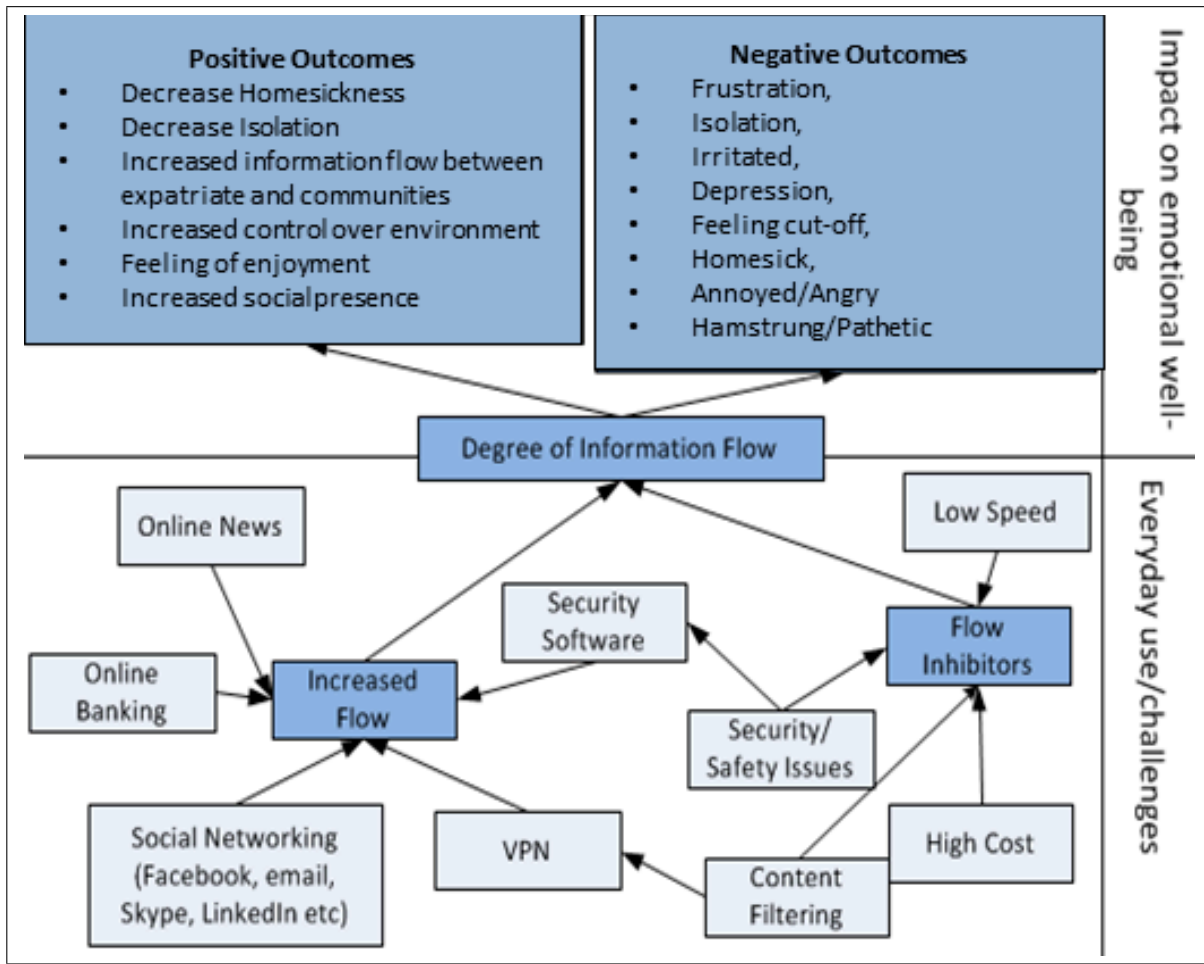 Positive Outcomes
• Decrease Homesickness
• Decrease Isolation
• Increased information flow between
expatriate and communities
• Increased control over environment
• Feeling of enjoyment
• Increased social presence
Negative Outcomes
• Frustration,
• Isolation,
• Irritated,
• Depression,
• Feeling cut-off,
• Homesick,
• Annoyed/Angry
• Hamstrung/Pathetic
Impact on emotional well-
being
Degree of Information Flow
Online News
Low Speed
Security
Software
Flow
Inhibitors
Online
Banking
Increased
Flow
Security/
Safety Issues
Social Networking
(Facebook, email,
Skype, LinkedIn etc)
VPN
Content
Filtering
High Cost
Everyday use/challenges